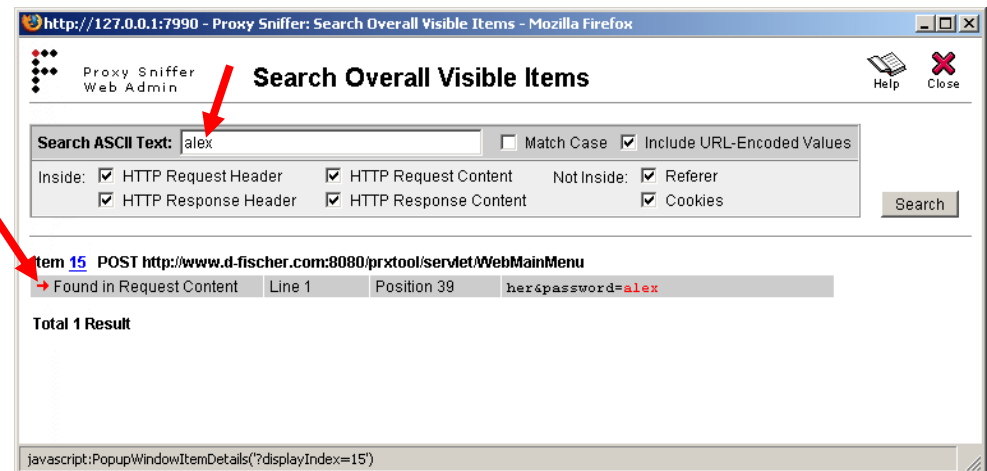 http://127.0.0.1:7990 - Proxy Sniffer: Search Overall Visible Items - Mozilla Firefox
Proxy Sniffer
Web Admin
Search Overall Visible Items
Help
Close
Search ASCII Text: alex Match Case Include URL-Encoded Values
Inside: HTTP Request Header HTTP Request Content Not Inside: Referer
HTTP Response Header HTTP Response Content Cookies
Search
Item 15 POST http://www.d-fischer.com:8080/prxtool/servlet/WebMainMenu
Found in Request Content Line 1 Position 39 her&password=alex
Total 1 Result
javascript:PopupWindowItemDetails('?displayIndex=15')